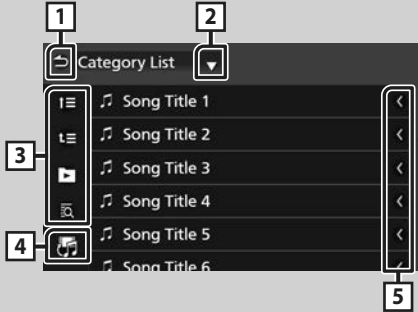 1
2
Category List
Song Title 1
Song Title 2
3
Song Title 3
Song Title 4
4
Song Title 5
Song Title 6
5